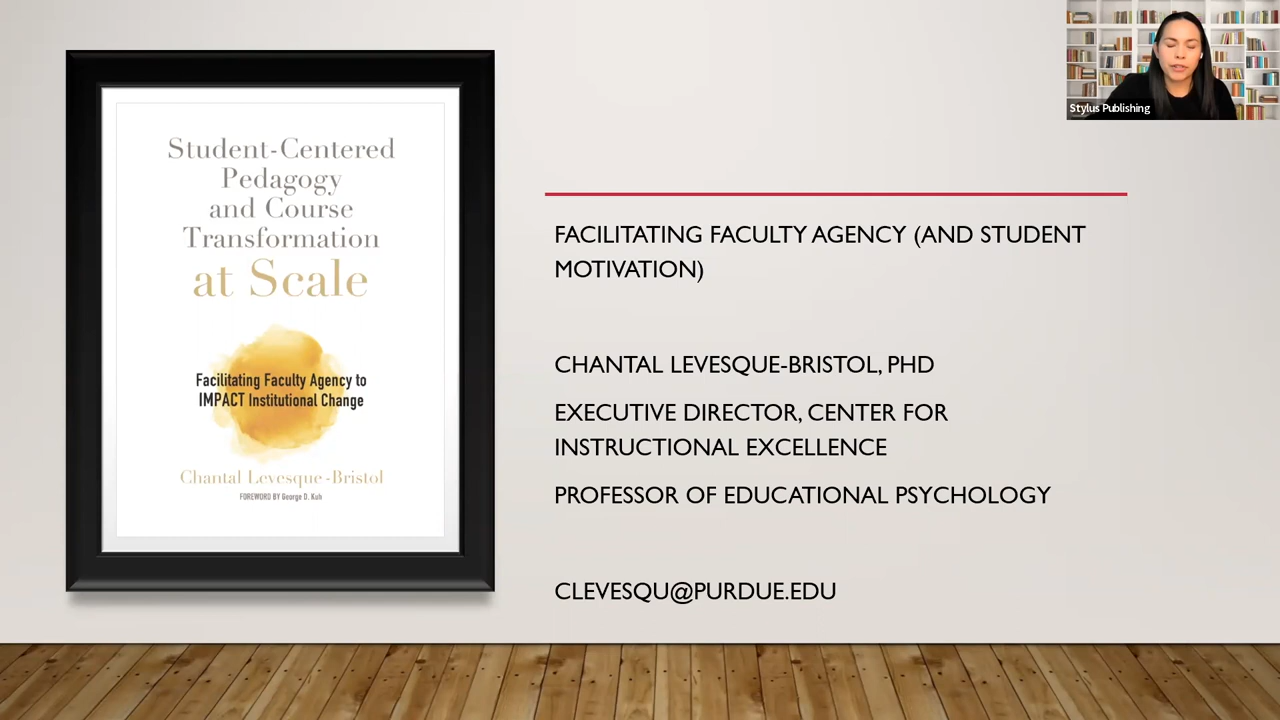 Student-Centered
Pedagogy
and Course
Transformation
at Scale
Facilitating Faculty Agency to
IMPACT Institutional Change
Chantal Levesque-Bristol
FOREWORD BY George D. Kuh
FACILITATING FACULTY AGENCY (AND STUDENT
MOTIVATION)
CHANTAL LEVESQUE-BRISTOL, PHD
EXECUTIVE DIRECTOR, CENTER FOR
INSTRUCTIONAL EXCELLENCE
PROFESSOR OF EDUCATIONAL PSYCHOLOGY
CLEVESQU@PURDUE.EDU
Stylus Publishing